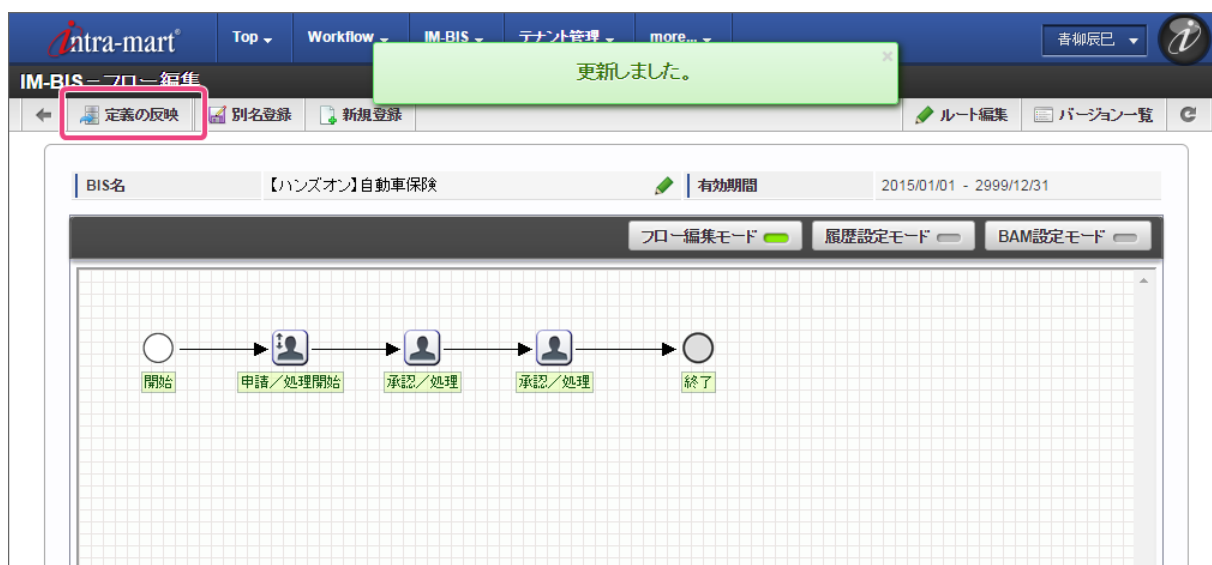 intra-mart® Top Workflow IM-BIS テナント管理 more... 青柳辰巳
更新しました。 ×
IM-BIS－フロー編集
定義の反映 別名登録 新規登録 ルート編集 バージョン一覧
BIS名 【ハンズオン】自動車保険 有効期間 2015/01/01 - 2999/12/31
フロー編集モード 履歴設定モード BAM設定モード
開始 申請／処理開始 承認／処理 承認／処理 終了